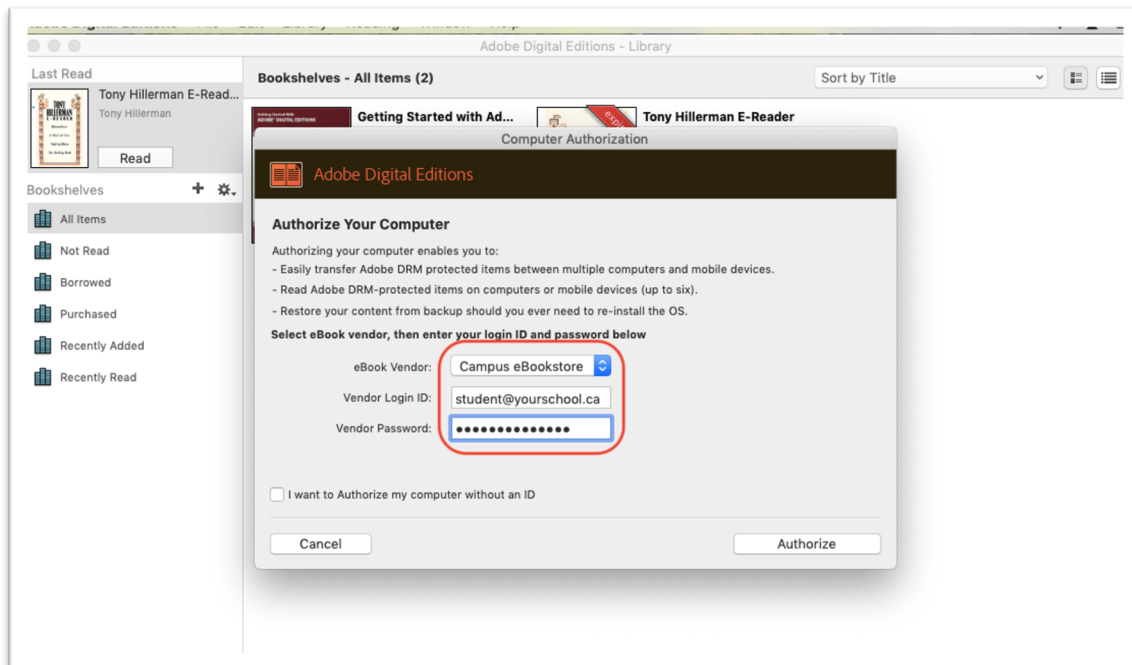 Adobe Digital Editions - Library
Last Read
Tony Hillerman E-Read...
Tony Hillerman
TONY
HILLERMAN
E-READER
Read
Bookshelves - All Items (2)
Sort by Title
Getting Started with Ad...
Tony Hillerman E-Reader
Bookshelves
All Items
Not Read
Borrowed
Purchased
Recently Added
Recently Read
Computer Authorization
Adobe Digital Editions
Authorize Your Computer
Authorizing your computer enables you to:
- Easily transfer Adobe DRM protected items between multiple computers and mobile devices.
- Read Adobe DRM-protected items on computers or mobile devices (up to six).
- Restore your content from backup should you ever need to re-install the OS.
Select eBook vendor, then enter your login ID and password below
eBook Vendor: Campus eBookstore
Vendor Login ID: student@yourschool.ca
Vendor Password: ••••••••••••••
I want to Authorize my computer without an ID
Cancel
Authorize